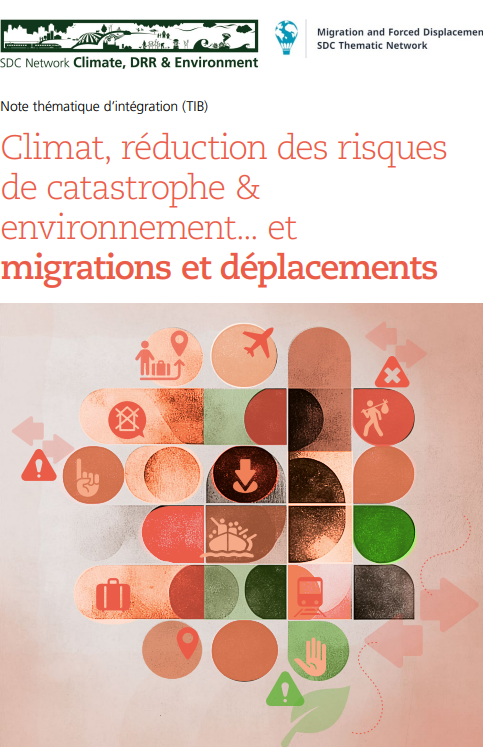 Migration and Forced Displacemen
SDC Thematic Network
SDC Network Climate, DRR & Environment
Note thématique d'intégration (TIB)
Climat, réduction des risques
de catastrophe &
environnement... et
migrations et déplacements